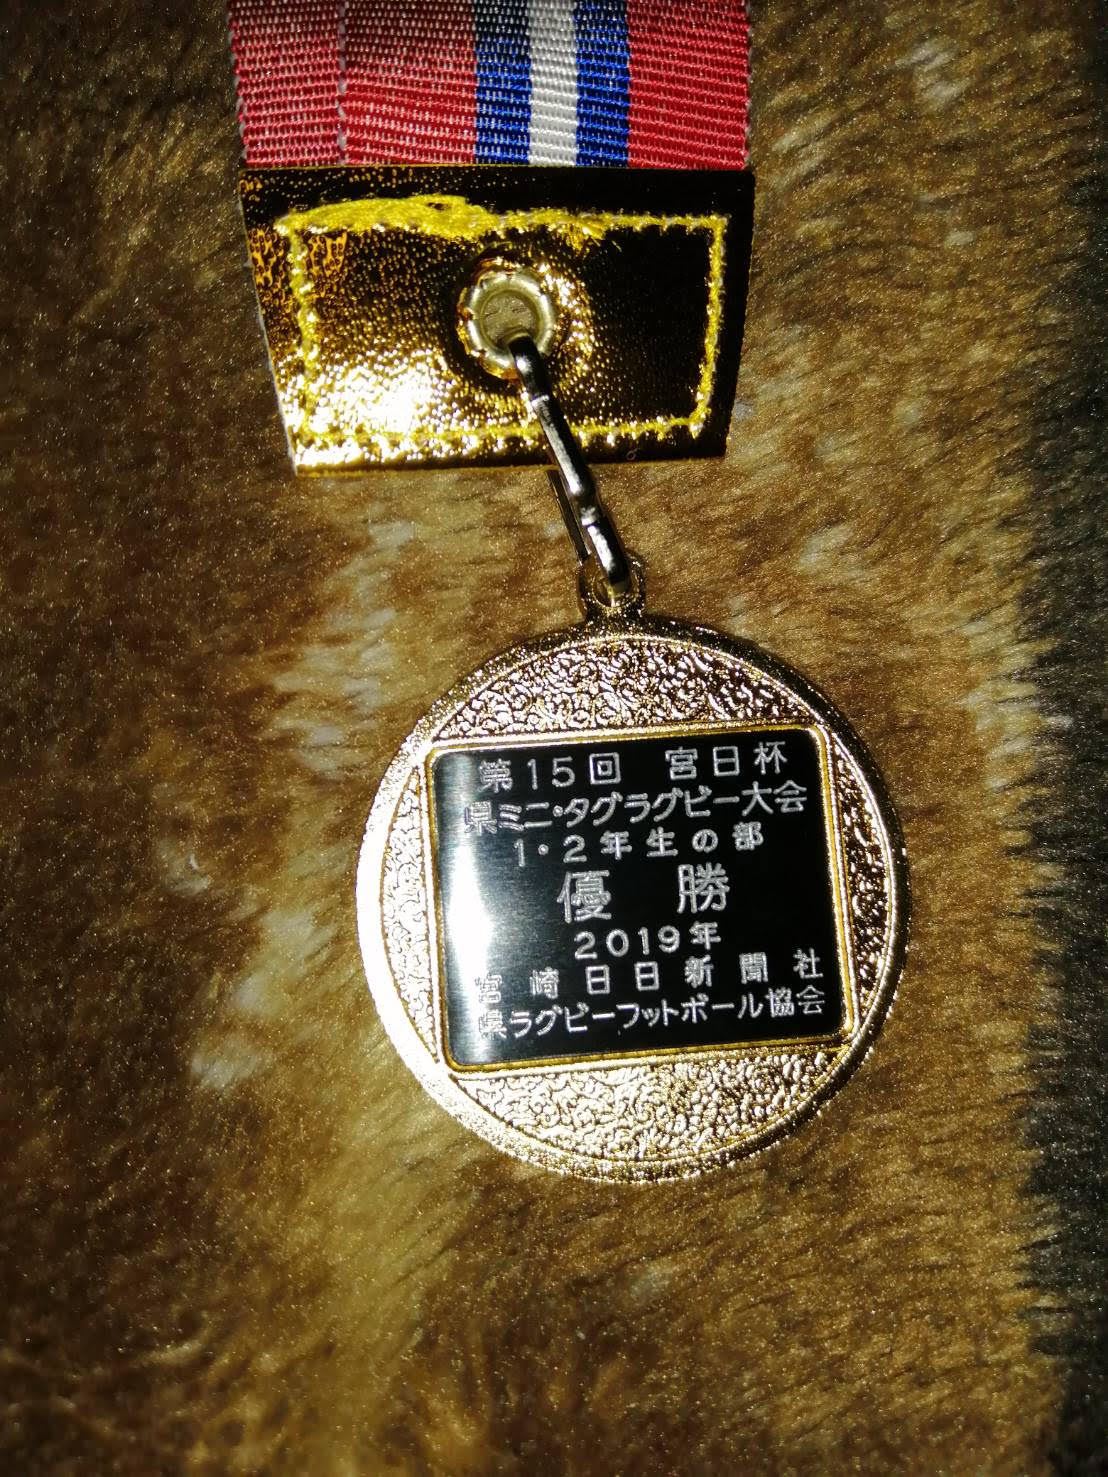 第15回 宮日杯
県ミニ・タグラグビー大会
1・2年生の部
優 勝
2019年
宮崎日日新聞社
県ラグビーフットボール協会